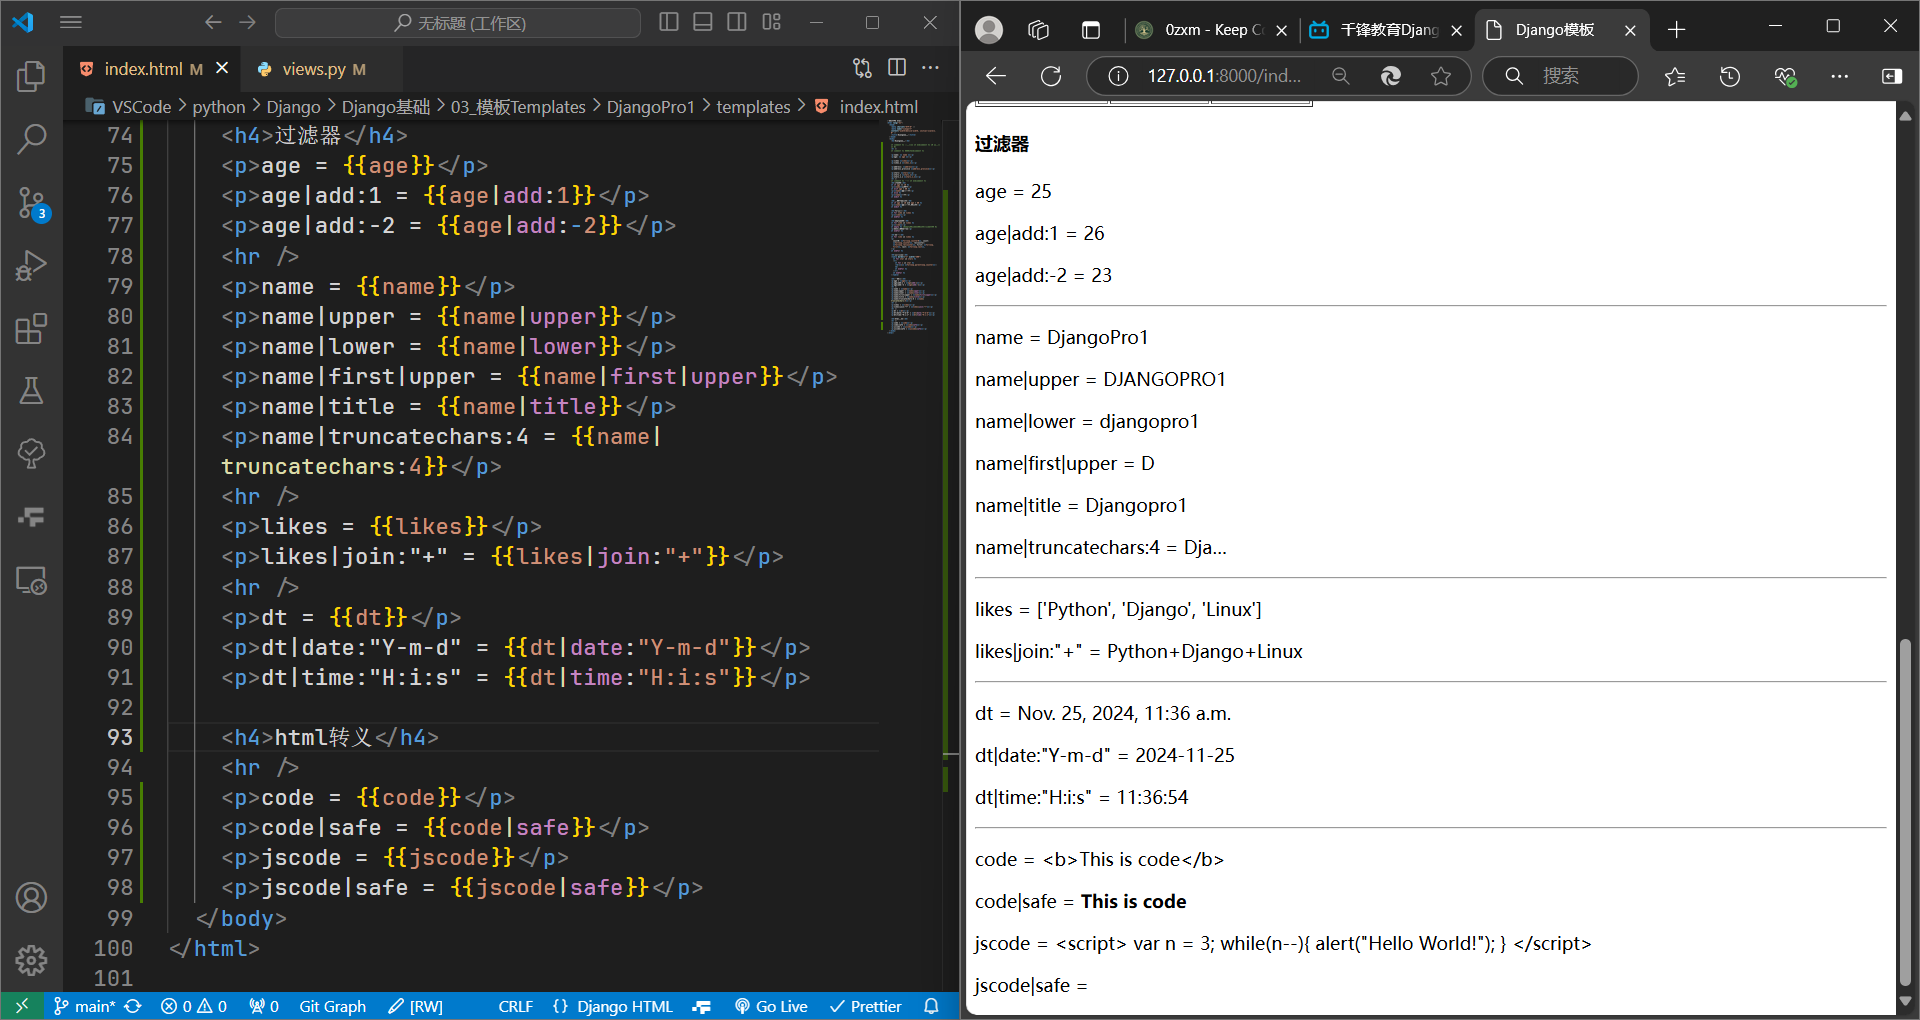 无标题 (工作区)
index.html M
views.py M
VSCode > python > Django > Django基础 > 03_模板Templates > DjangoPro1 > templates > index.html
74 <h4>过滤器</h4>
75 <p>age = {{age}}</p>
76 <p>age|add:1 = {{age|add:1}}</p>
77 <p>age|add:-2 = {{age|add:-2}}</p>
78 <hr />
79 <p>name = {{name}}</p>
80 <p>name|upper = {{name|upper}}</p>
81 <p>name|lower = {{name|lower}}</p>
82 <p>name|first|upper = {{name|first|upper}}</p>
83 <p>name|title = {{name|title}}</p>
84 <p>name|truncatechars:4 = {{name|
truncatechars:4}}</p>
85 <hr />
86 <p>likes = {{likes}}</p>
87 <p>likes|join:"+" = {{likes|join:"+"}}</p>
88 <hr />
89 <p>dt = {{dt}}</p>
90 <p>dt|date:"Y-m-d" = {{dt|date:"Y-m-d"}}</p>
91 <p>dt|time:"H:i:s" = {{dt|time:"H:i:s"}}</p>
92
93 <h4>html转义</h4>
94 <hr />
95 <p>code = {{code}}</p>
96 <p>code|safe = {{code|safe}}</p>
97 <p>jscode = {{jscode}}</p>
98 <p>jscode|safe = {{jscode|safe}}</p>
99 </body>
100 </html>
101
3
main* 0 0 0 Git Graph [RW] CRLF {} Django HTML Go Live Prettier
0zxm - Keep C
千锋教育Djang
Django模板
127.0.0.1:8000/ind...
搜索
过滤器
age = 25
age|add:1 = 26
age|add:-2 = 23
name = DjangoPro1
name|upper = DJANGOPRO1
name|lower = djangopro1
name|first|upper = D
name|title = Djangopro1
name|truncatechars:4 = Dja…
likes = ['Python', 'Django', 'Linux']
likes|join:"+" = Python+Django+Linux
dt = Nov. 25, 2024, 11:36 a.m.
dt|date:"Y-m-d" = 2024-11-25
dt|time:"H:i:s" = 11:36:54
code = <b>This is code</b>
code|safe = This is code
jscode = <script> var n = 3; while(n--){ alert("Hello World!"); } </script>
jscode|safe =